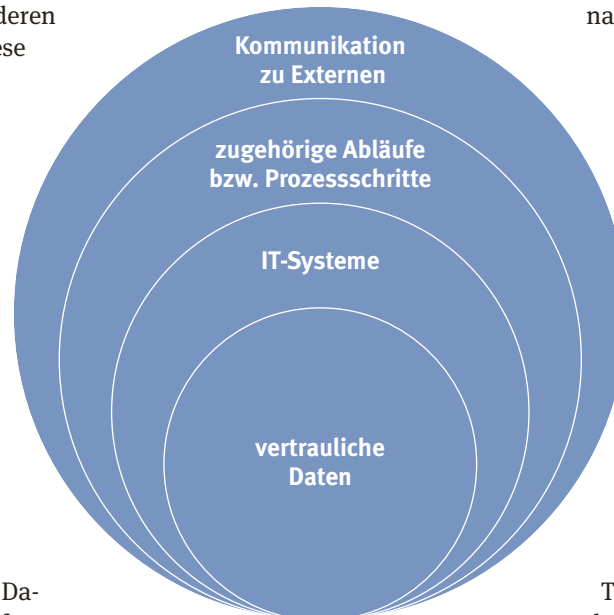 deren
ese
na
Kommunikation
zu Externen
zugehörige Abläufe
bzw. Prozessschritte
IT-Systeme
vertrauliche
Daten
Da-
T